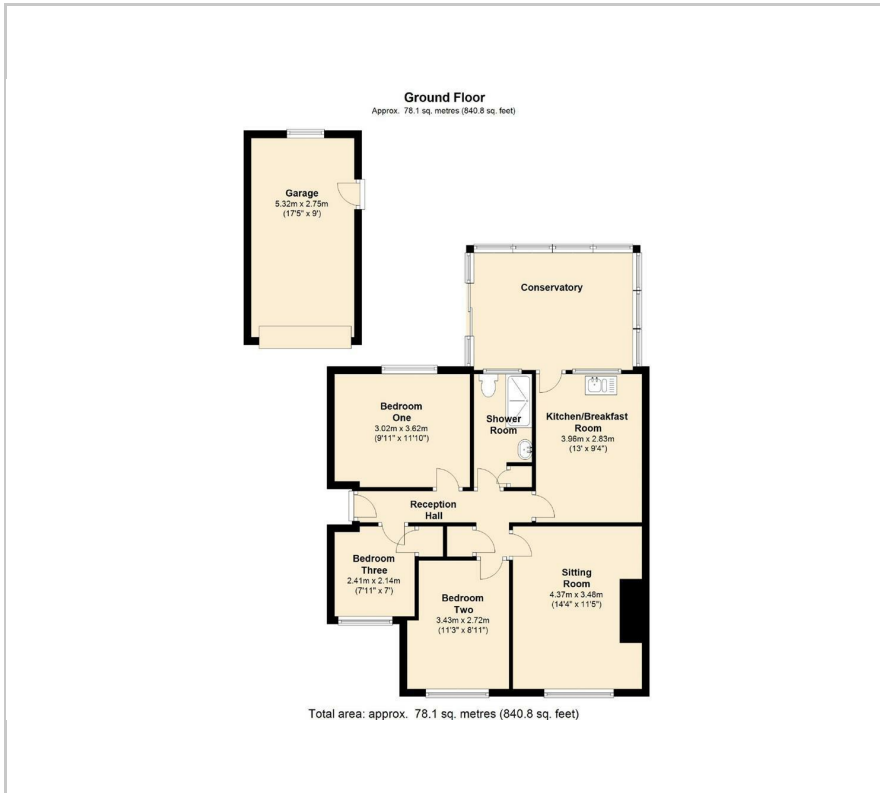 Ground Floor
Approx. 78.1 sq. metres (840.8 sq. feet)
Garage
5.32m x 2.75m
(17'5" x 9')
Conservatory
Bedroom
One
3.02m x 3.62m
(9'11" x 11'10")
Shower
Room
Kitchen/Breakfast
Room
3.96m x 2.83m
(13' x 9'4")
Reception
Hall
Bedroom
Three
2.41m x 2.14m
(7'11" x 7')
Bedroom
Two
3.43m x 2.72m
(11'3" x 8'11")
Sitting
Room
4.37m x 3.48m
(14'4" x 11'5")
Total area: approx. 78.1 sq. metres (840.8 sq. feet)